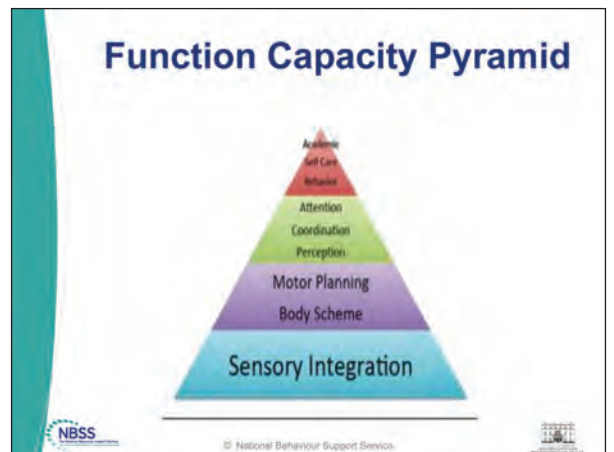 Function Capacity Pyramid
Academic
Self Care
Behavior
Attention
Coordination
Perception
Motor Planning
Body Scheme
Sensory Integration
NBSS
© National Behaviour Support Service